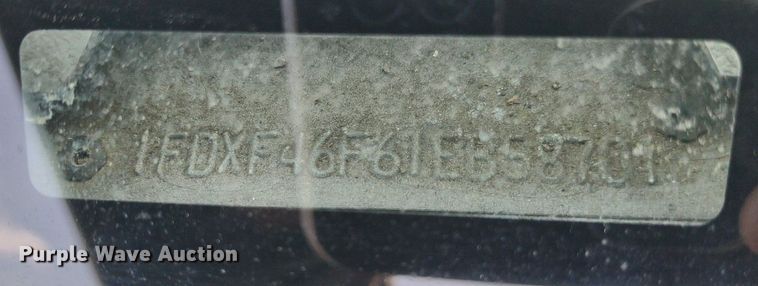 1FDXF46F61EB58701
Purple Wave Auction